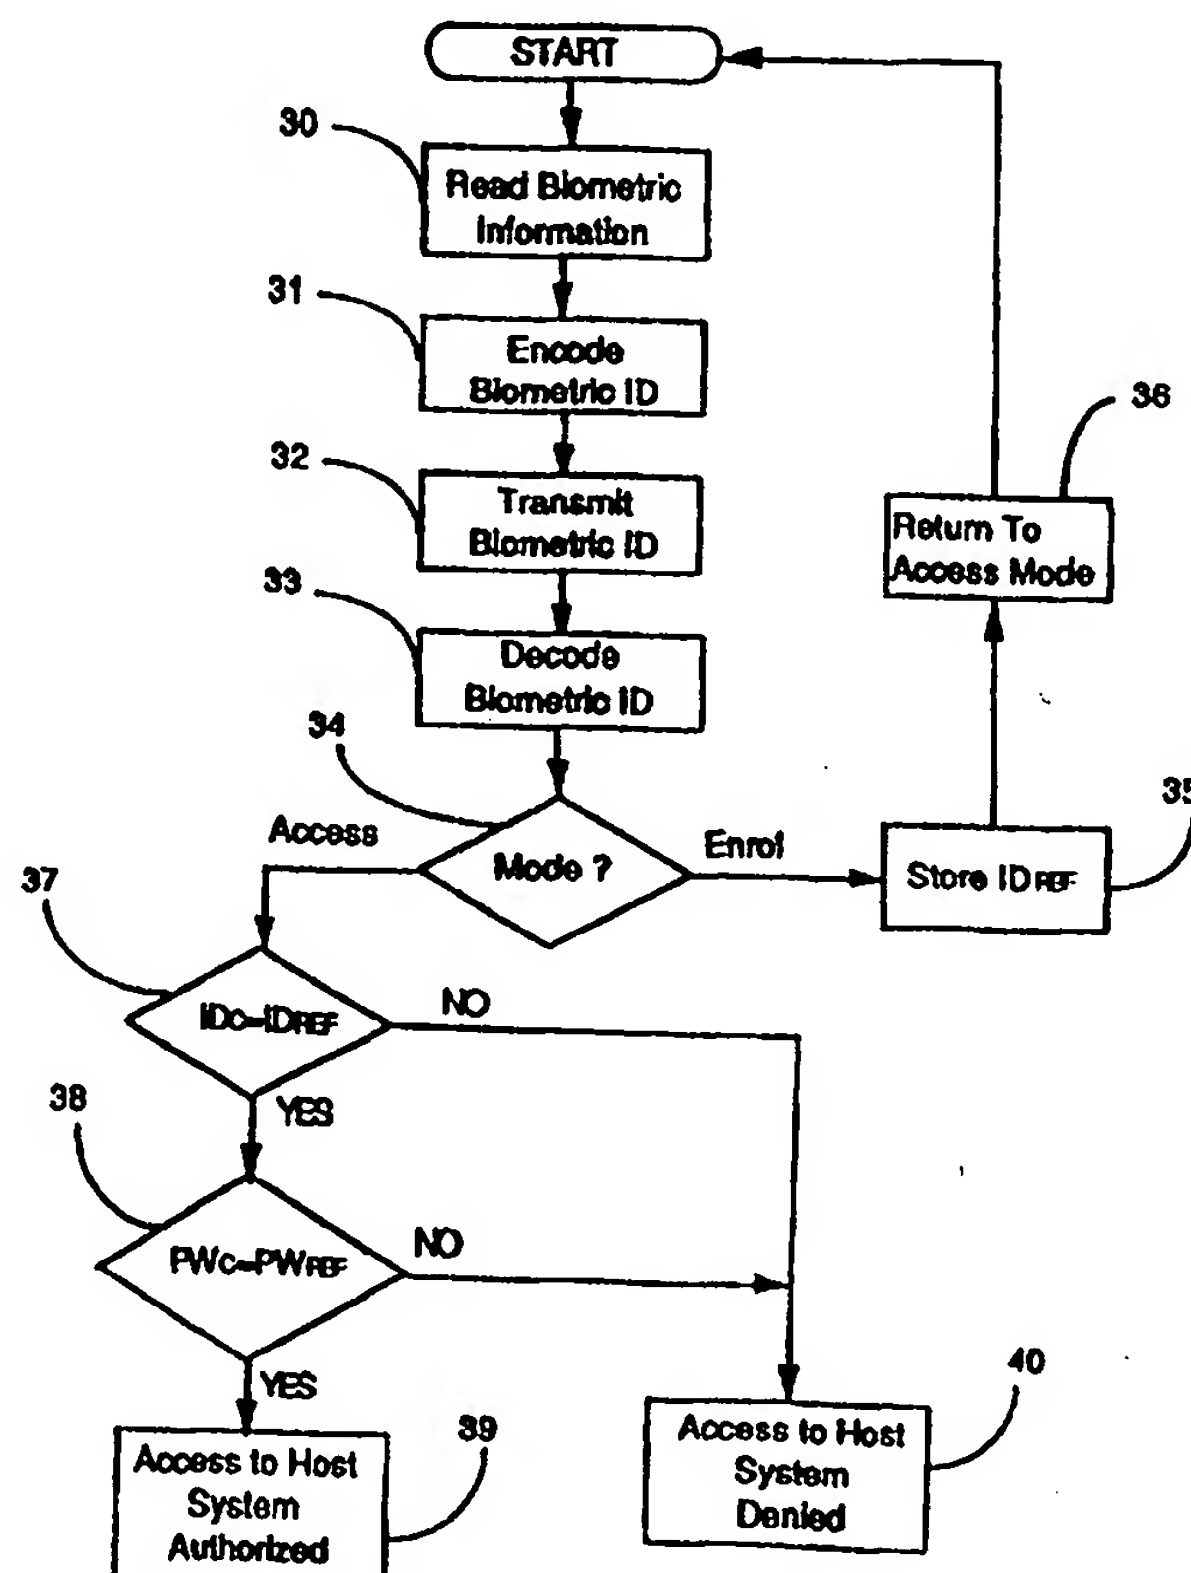 START
30
Read Biometric
Information
31
Encode
Biometric ID
32
Transmit
Biometric ID
33
Decode
Biometric ID
34
Mode ?
Access
Enrol
36
Return To
Access Mode
35
Store IDREF
37
IDC=IDREF
NO
YES
38
PWC=PWREF
NO
YES
39
Access to Host
System
Authorized
40
Access to Host
System
Denied